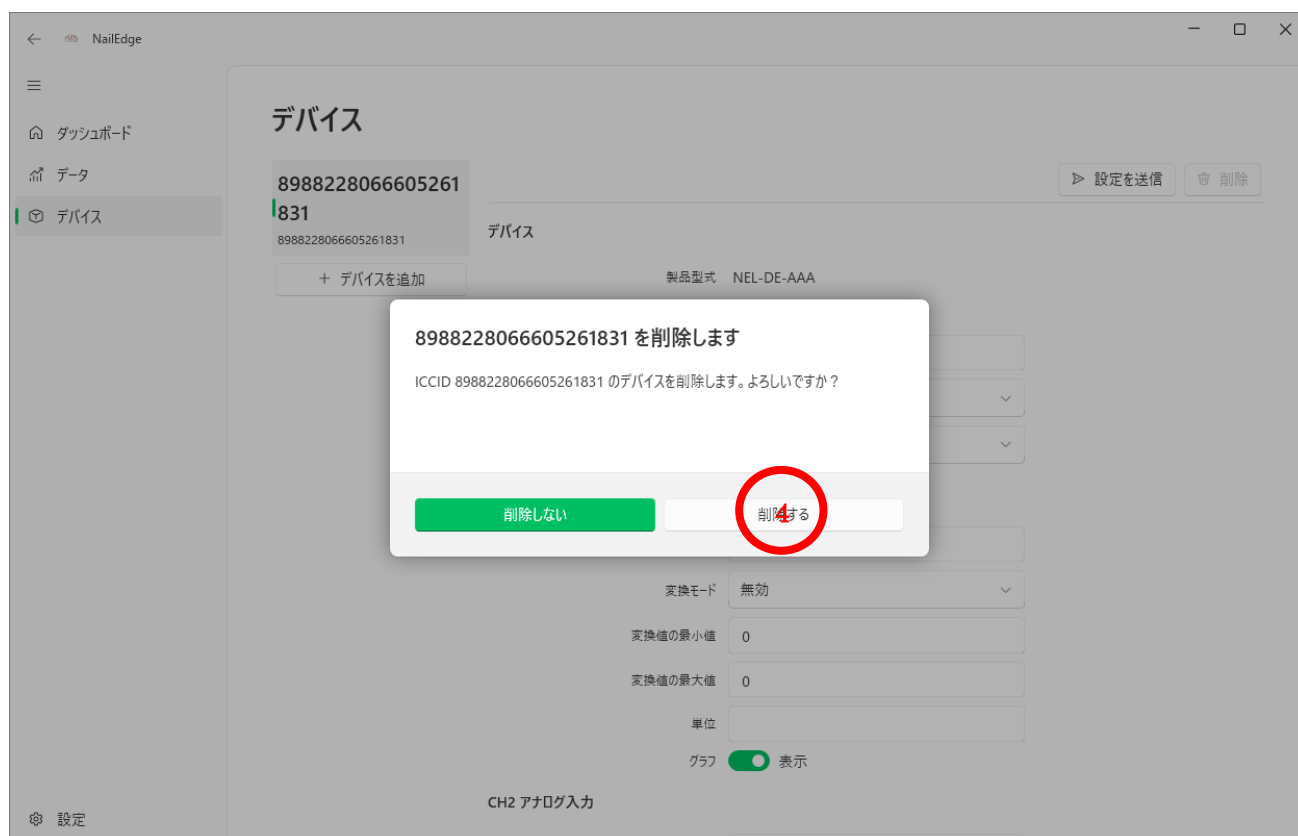 NailEdge
ダッシュボード
データ
デバイス
設定
デバイス
8988228066605261
831
8988228066605261831
+ デバイスを追加
設定を送信
削除
デバイス
製品型式 NEL-DE-AAA
8988228066605261831 を削除します
ICCID 8988228066605261831 のデバイスを削除します。よろしいですか？
削除しない
削除する
4
変換モード 無効
変換値の最小値 0
変換値の最大値 0
単位
グラフ 表示
CH2 アナログ入力